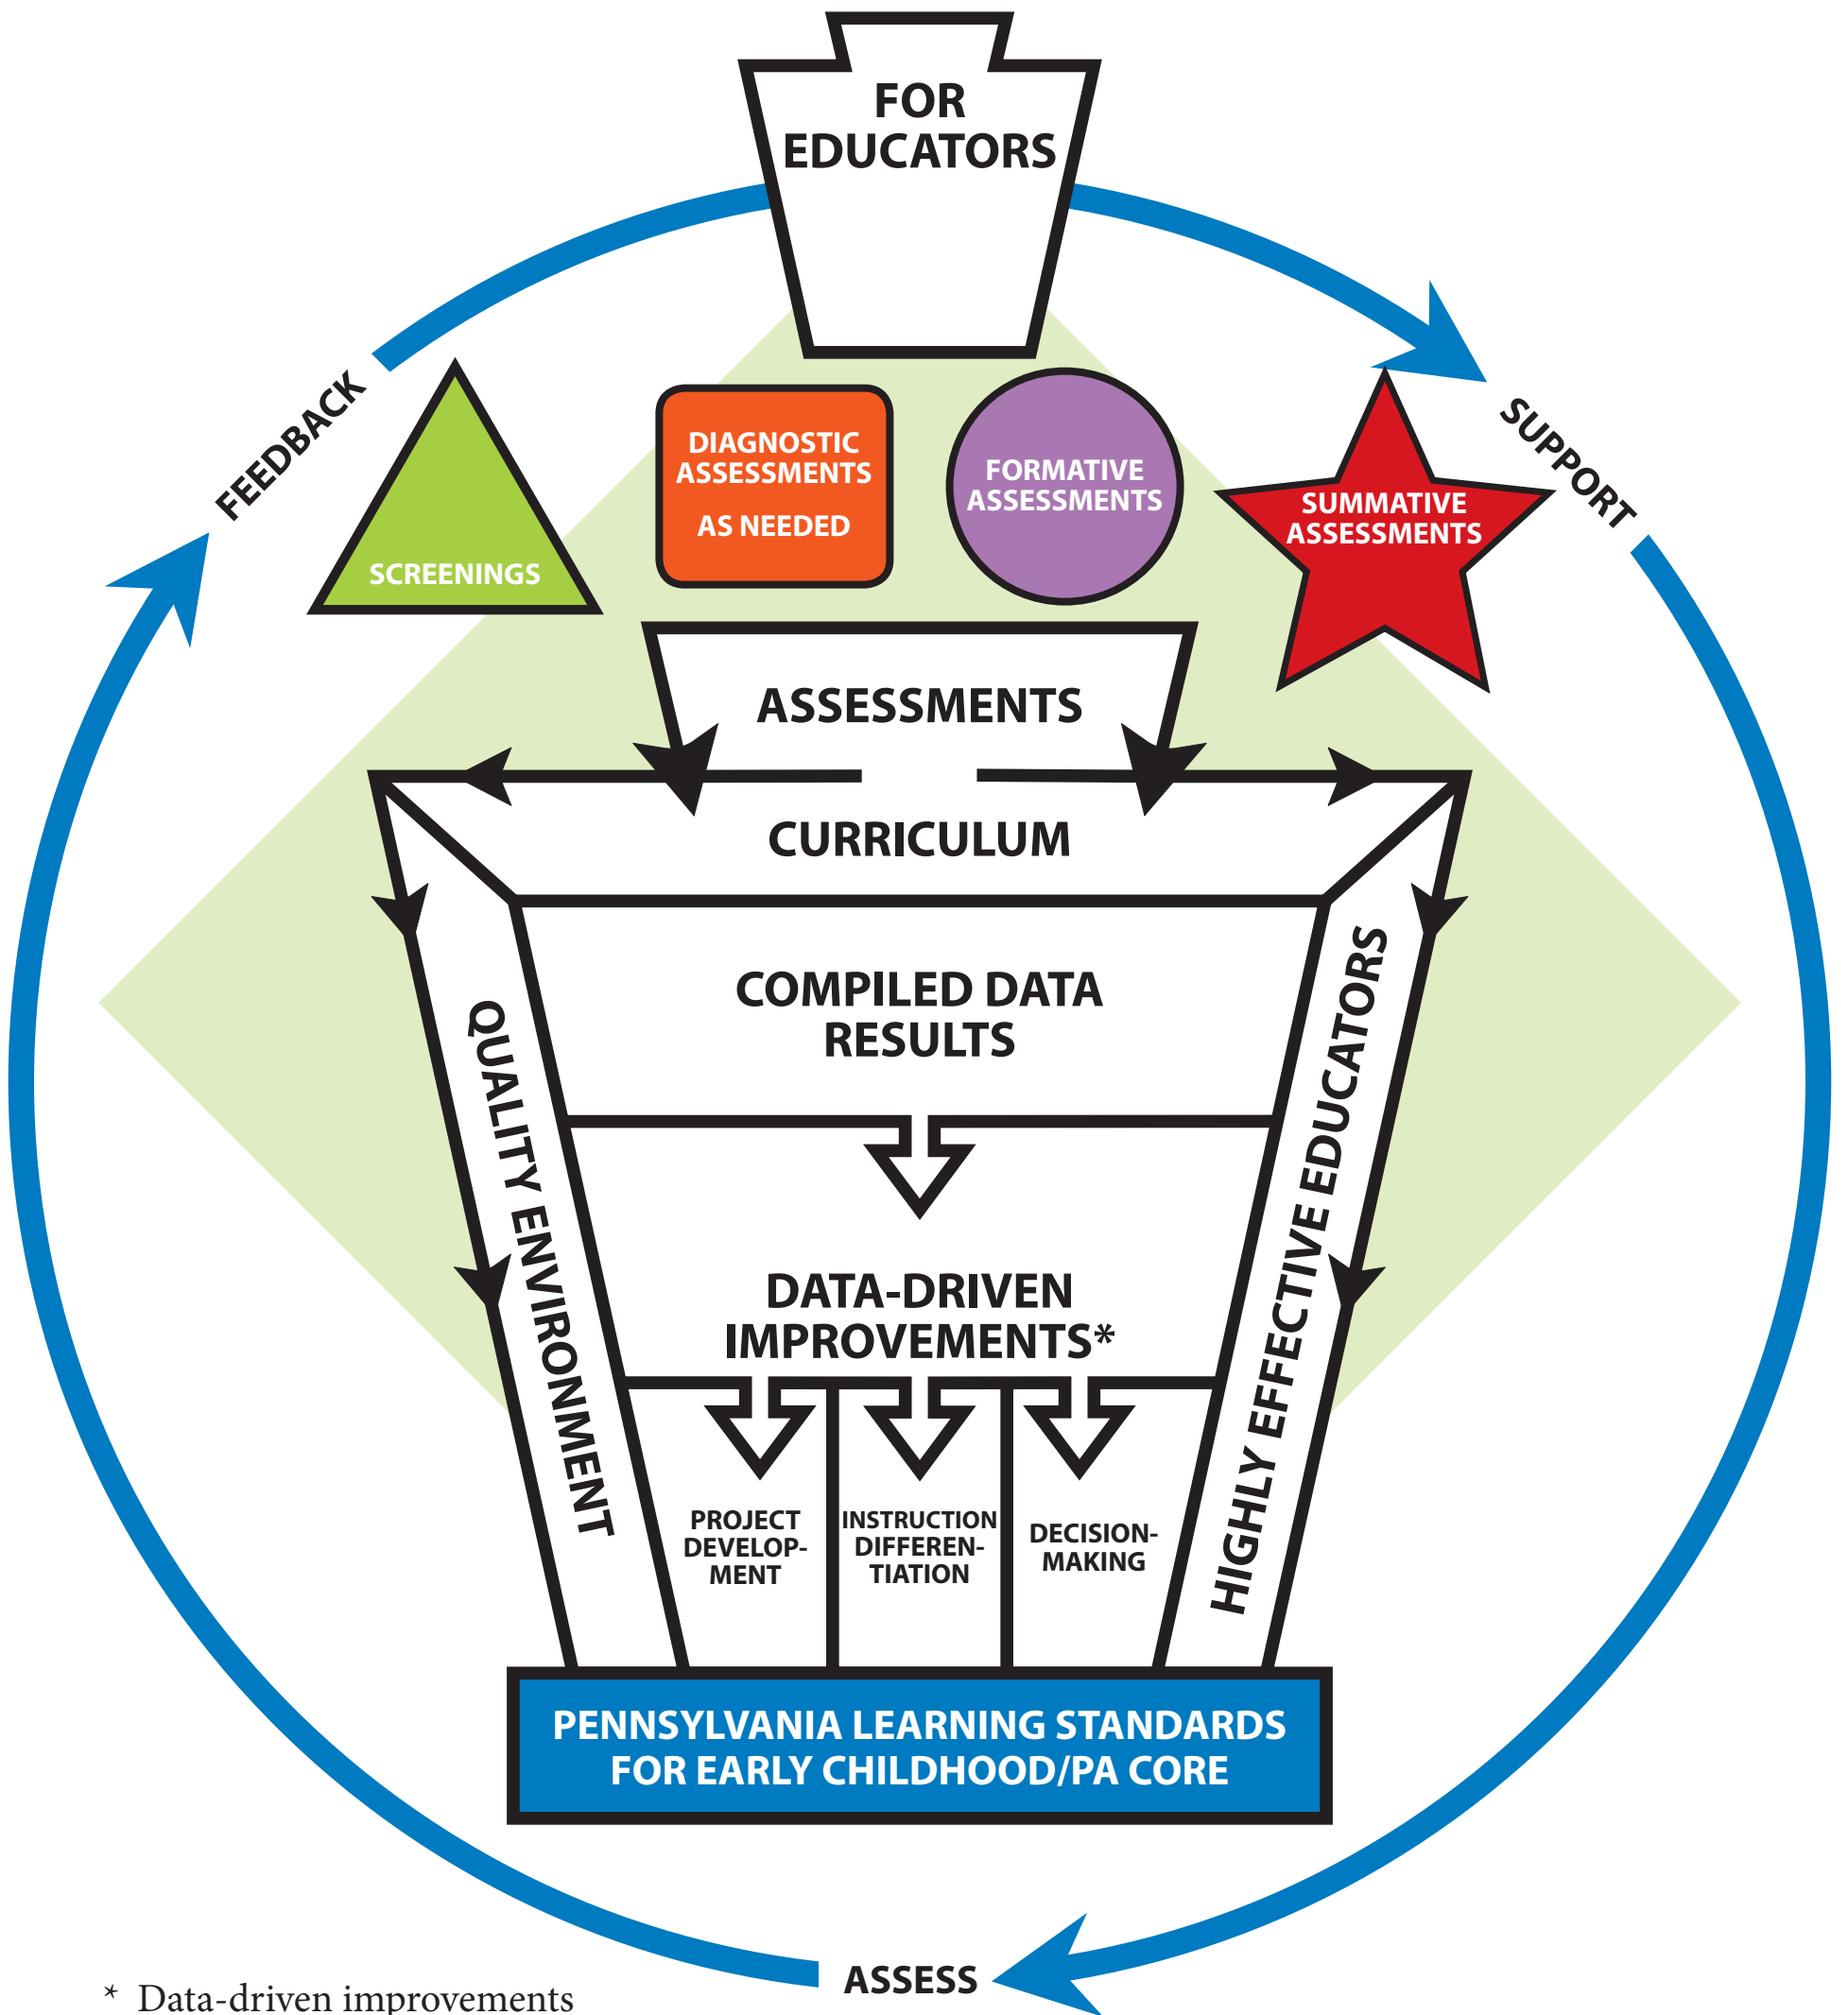 FOR
EDUCATORS
FEEDBACK
SUPPORT
SCREENINGS
DIAGNOSTIC
ASSESSMENTS
AS NEEDED
FORMATIVE
ASSESSMENTS
SUMMATIVE
ASSESSMENTS
ASSESSMENTS
CURRICULUM
COMPILED DATA
RESULTS
QUALITY ENVIRONMENT
HIGHLY EFFECTIVE EDUCATORS
DATA-DRIVEN
IMPROVEMENTS*
PROJECT
DEVELOP-
MENT
INSTRUCTION
DIFFEREN-
TIATION
DECISION-
MAKING
PENNSYLVANIA LEARNING STANDARDS
FOR EARLY CHILDHOOD/PA CORE
ASSESS
* Data-driven improvements